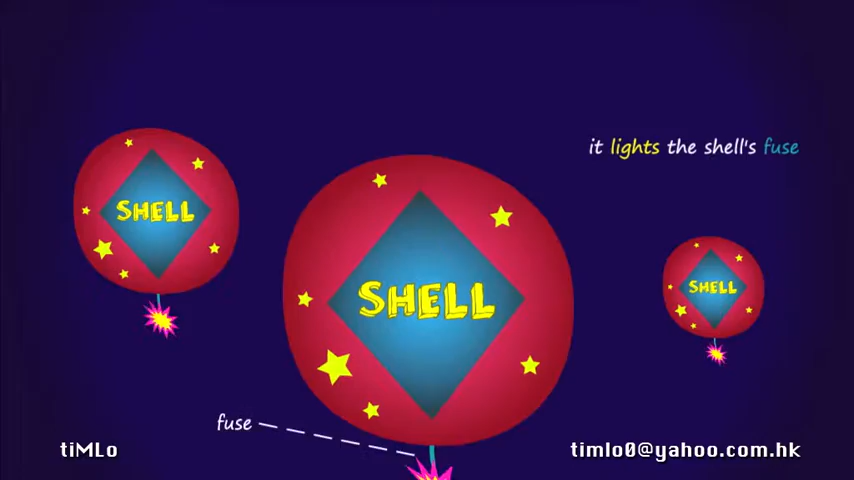 it lights the shell's fuse
SHELL
SHELL
SHELL
fuse
tiMLo
timlo0@yahoo.com.hk